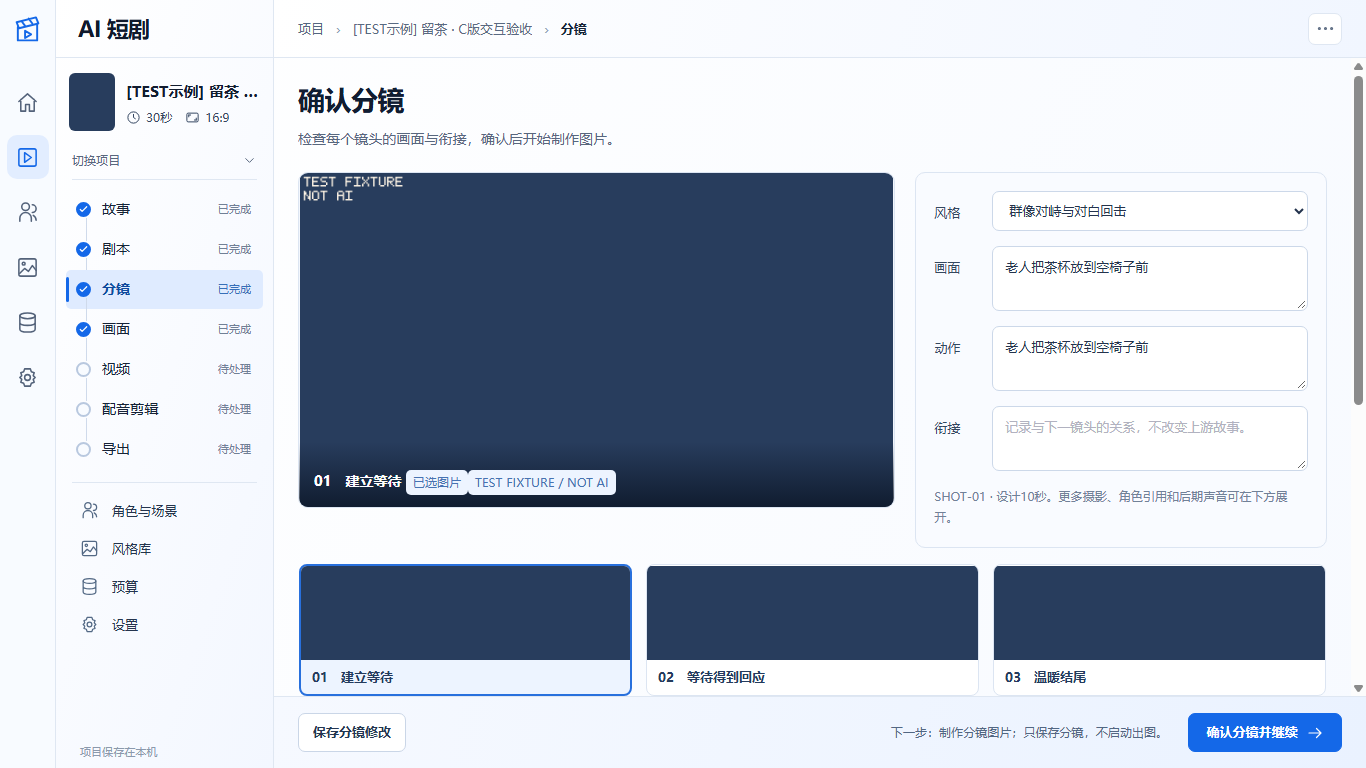 AI 短剧
项目 › [TEST示例] 留茶 · C版交互验收 › 分镜
[TEST示例] 留茶 ...
30秒 16:9
切换项目
故事 已完成
剧本 已完成
分镜 已完成
画面 已完成
视频 待处理
配音剪辑 待处理
导出 待处理
角色与场景
风格库
预算
设置
项目保存在本机
确认分镜
检查每个镜头的画面与衔接，确认后开始制作图片。
TEST FIXTURE
NOT AI
01 建立等待 已选图片 TEST FIXTURE / NOT AI
风格 群像对峙与对白回击
画面 老人把茶杯放到空椅子前
动作 老人把茶杯放到空椅子前
衔接 记录与下一镜头的关系，不改变上游故事。
SHOT-01 · 设计10秒。更多摄影、角色引用和后期声音可在下方展
开。
01 建立等待
02 等待得到回应
03 温暖结尾
保存分镜修改
下一步：制作分镜图片；只保存分镜，不启动出图。
确认分镜并继续 →